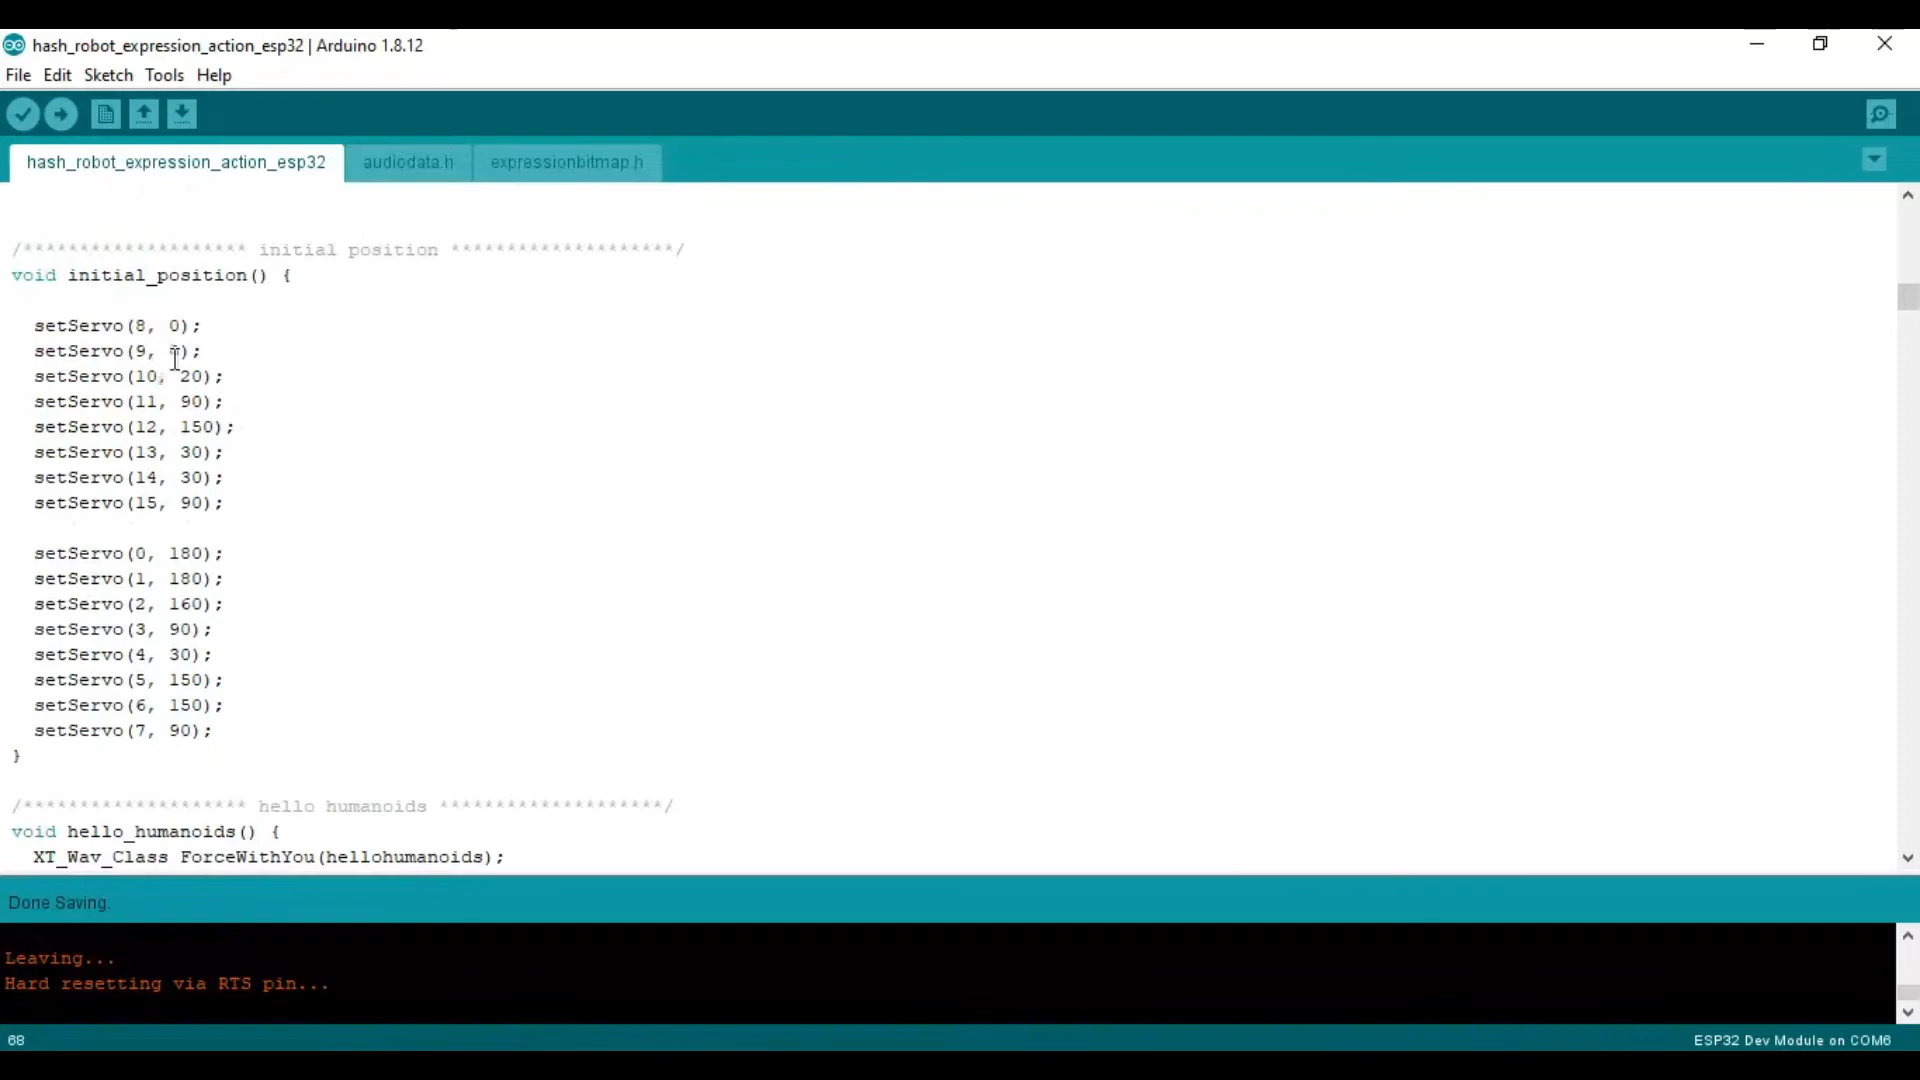 hash_robot_expression_action_esp32 | Arduino 1.8.12
File Edit Sketch Tools Help
hash_robot_expression_action_esp32 audiodata.h expressionbitmap.h
/******************** initial position ********************/
void initial_position() {
setServo(8, 0);
setServo(9, );
setServo(10, 20);
setServo(11, 90);
setServo(12, 150);
setServo(13, 30);
setServo(14, 30);
setServo(15, 90);
setServo(0, 180);
setServo(1, 180);
setServo(2, 160);
setServo(3, 90);
setServo(4, 30);
setServo(5, 150);
setServo(6, 150);
setServo(7, 90);
}
/******************** hello humanoids ********************/
void hello_humanoids() {
XT_Wav_Class ForceWithYou(hellohumanoids);
Done Saving.
Leaving...
Hard resetting via RTS pin...
68 ESP32 Dev Module on COM6